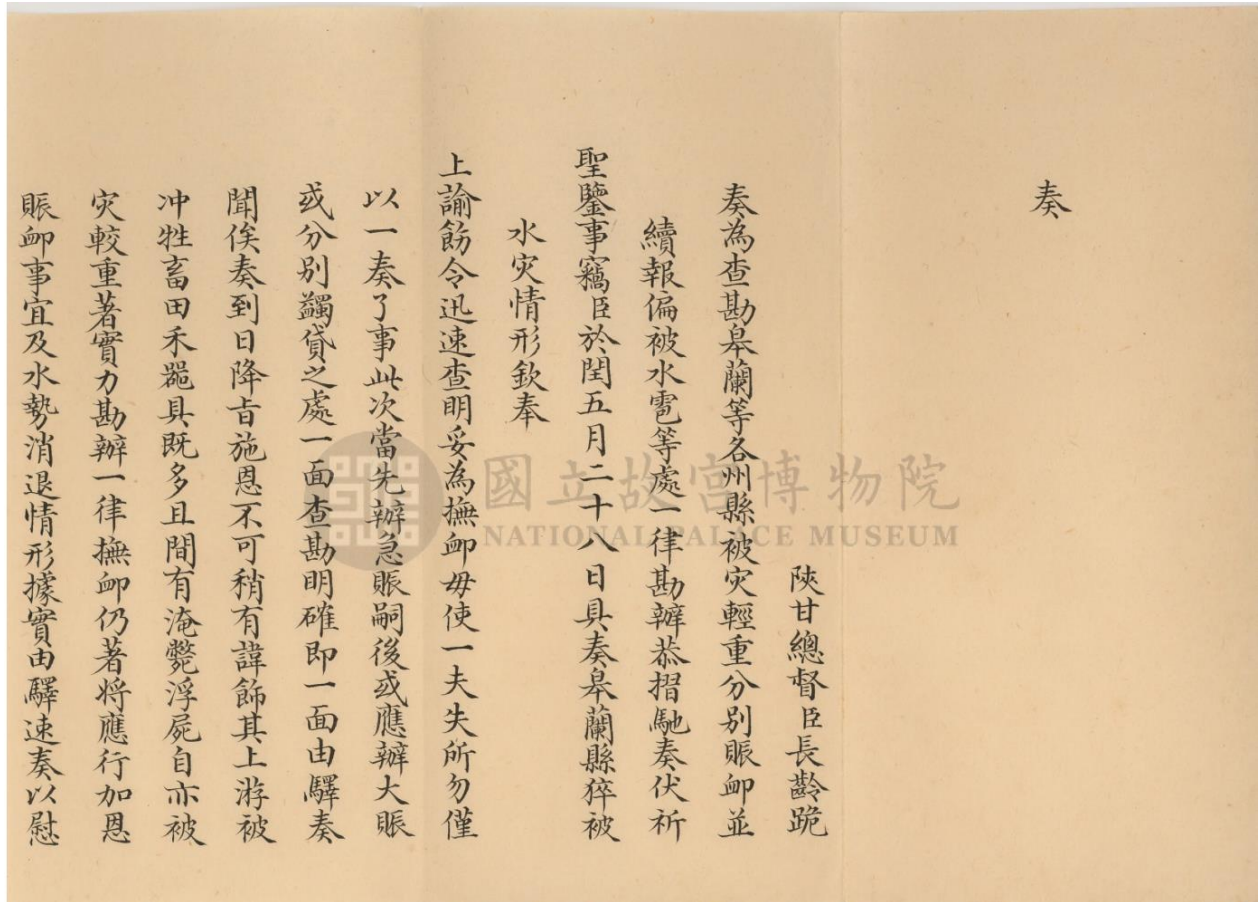 奏
陝甘總督臣長齡跪
奏為查勘皋蘭等各州縣被灾輕重分別賑卹並
續報偏被水雹等處一律勘辦恭摺馳奏伏祈
聖鑒事竊臣於閏五月二十八日具奏皋蘭縣猝被
水灾情形欽奉
上諭飭令迅速查明妥為撫卹毋使一夫失所勿僅
以一奏了事此次當先辦急賑嗣後或應辦大賑
或分別蠲貸之處一面查勘明確即一面由驛奏
聞俟奏到日降旨施恩不可稍有諱飾其上游被
冲牲畜田禾器具既多且間有淹斃浮屍自亦被
灾較重著實力勘辦一律撫卹仍著将應行加恩
賑卹事宜及水勢消退情形據實由驛速奏以慰
國立故宮博物院
NATIONAL PALACE MUSEUM